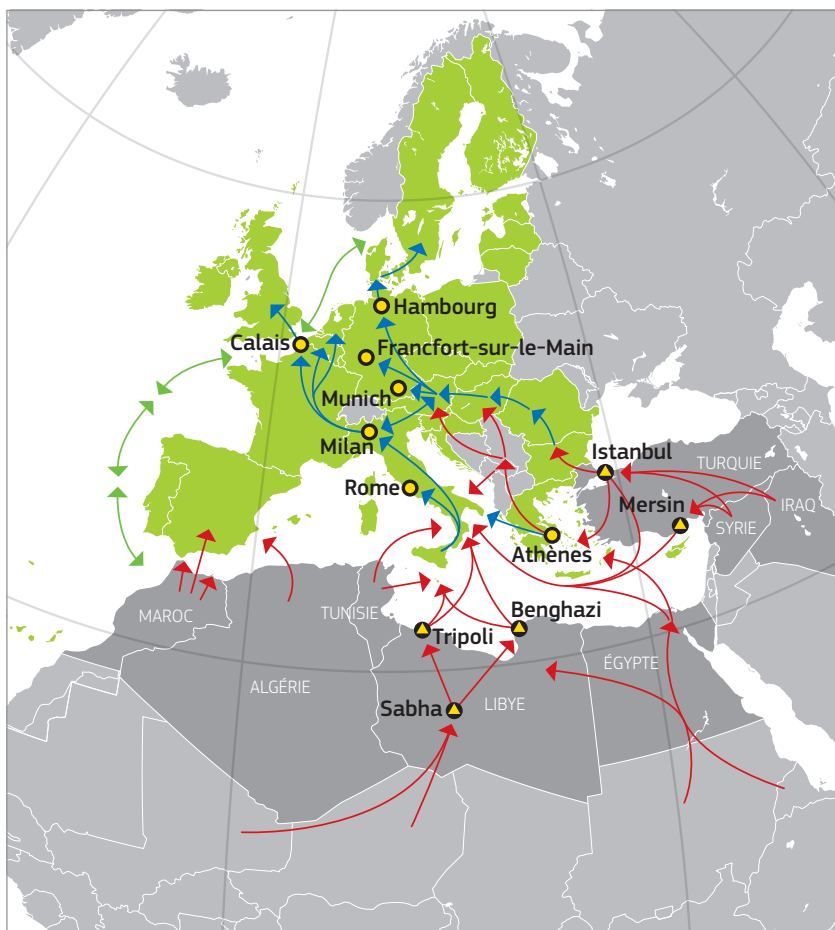 Hambourg
Calais
Francfort-sur-le-Main
Munich
Milan
Istanbul
TURQUIE
Rome
Mersin
IRAQ
SYRIE
Athènes
MAROC
TUNISIE
Benghazi
Tripoli
ÉGYPTE
ALGÉRIE
Sabha
LIBYE